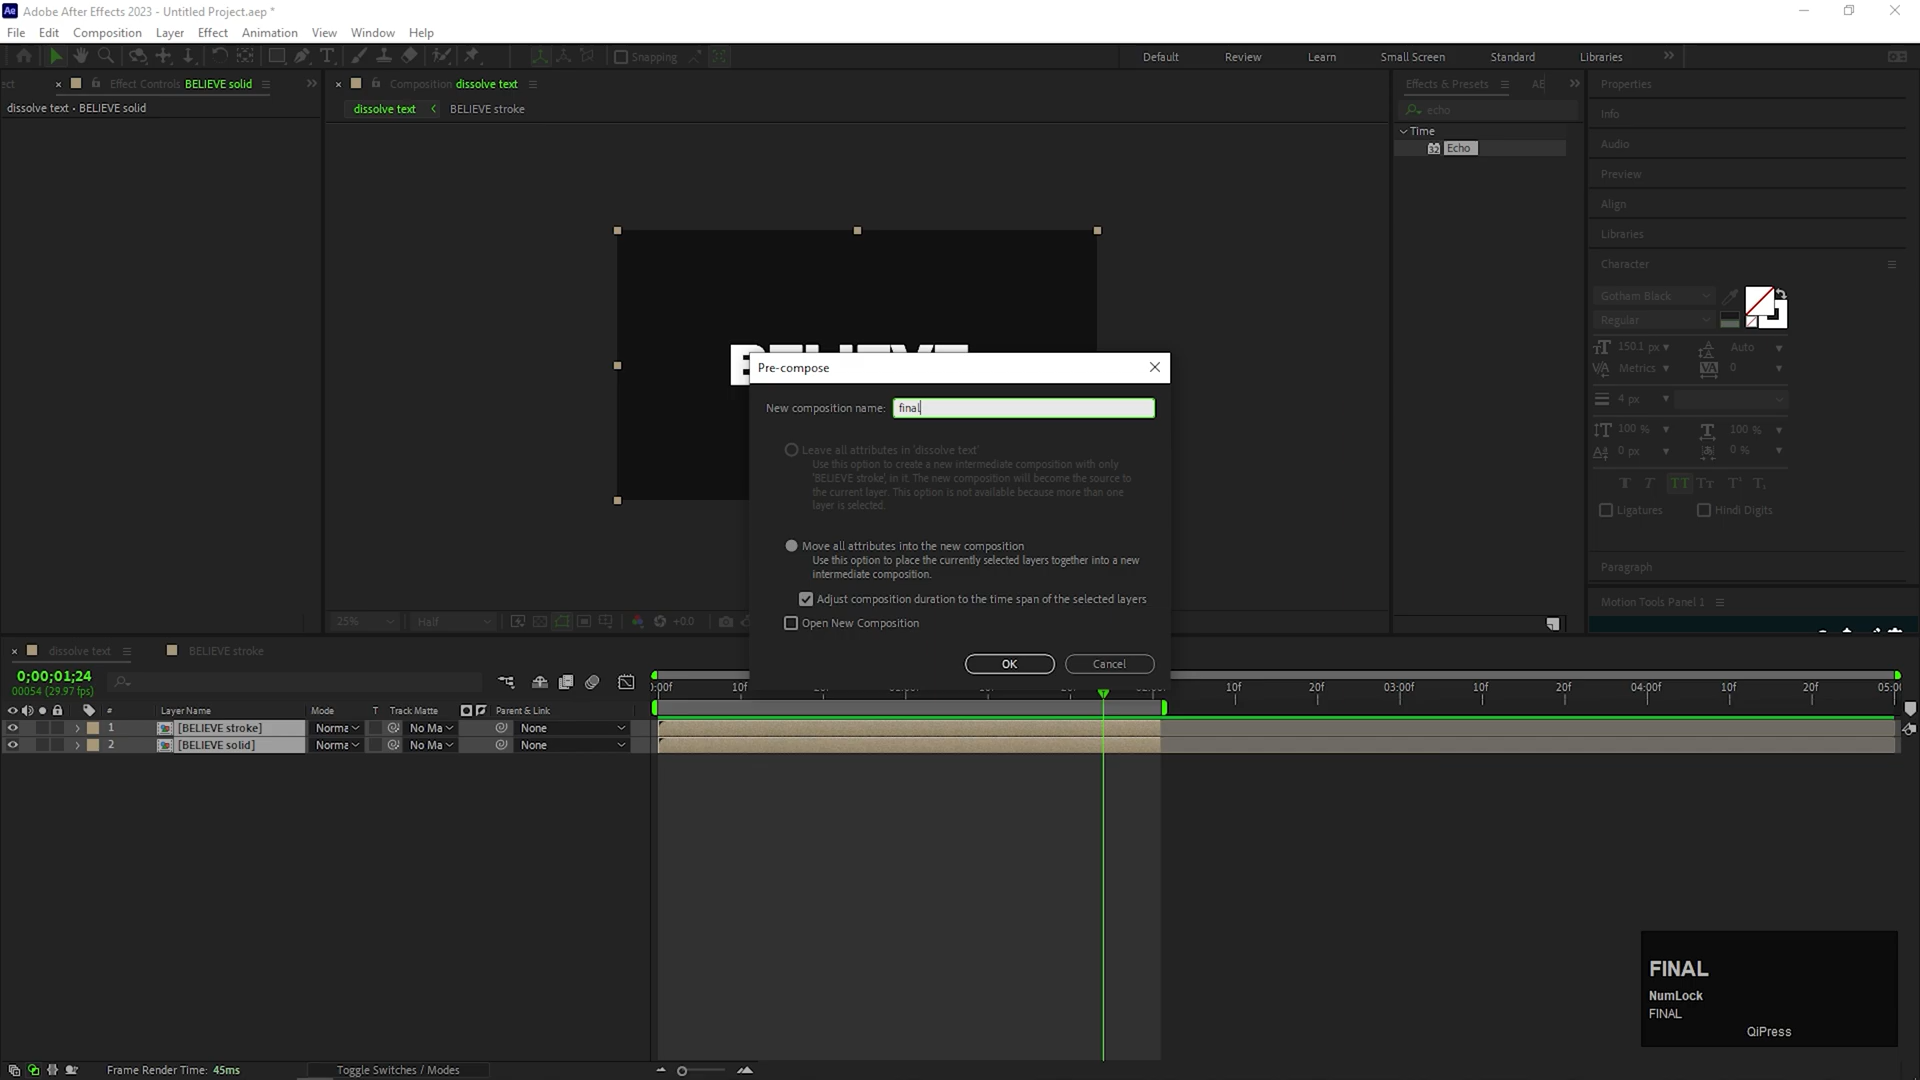 Adobe After Effects 2023 - Untitled Project.aep *
File Edit Composition Layer Effect Animation View Window Help
Snapping
Default Review Learn Small Screen Standard Libraries
Effect Controls BELIEVE solid
Composition dissolve text
Effects & Presets
Properties
dissolve text • BELIEVE solid
dissolve text
BELIEVE stroke
echo
Info
Time
Echo
Audio
Preview
Align
Libraries
Character
Gotham Black
Regular
150.1 px
Auto
Metrics
0
4 px
100 %
100 %
0 px
0 %
Ligatures
Hindi Digits
Paragraph
Motion Tools Panel 1
Pre-compose
New composition name: final
Leave all attributes in 'dissolve text'
Use this option to create a new intermediate composition with only
'BELIEVE stroke', in it. The new composition will become the source to
the current layer. This option is not available because more than one
layer is selected.
Move all attributes into the new composition
Use this option to place the currently selected layers together into a new
intermediate composition.
Adjust composition duration to the time span of the selected layers
Open New Composition
OK
Cancel
25%
Half
+0.0
dissolve text
BELIEVE stroke
0;00;01;24
00054 (29.97 fps)
10f 20f 03:00f 10f 20f 04:00f 10f 20f 05:0
# Layer Name Mode T Track Matte Parent & Link
1 [BELIEVE stroke] Norma No Ma None
2 [BELIEVE solid] Norma No Ma None
FINAL
NumLock
FINAL
QiPress
Frame Render Time: 45ms
Toggle Switches / Modes